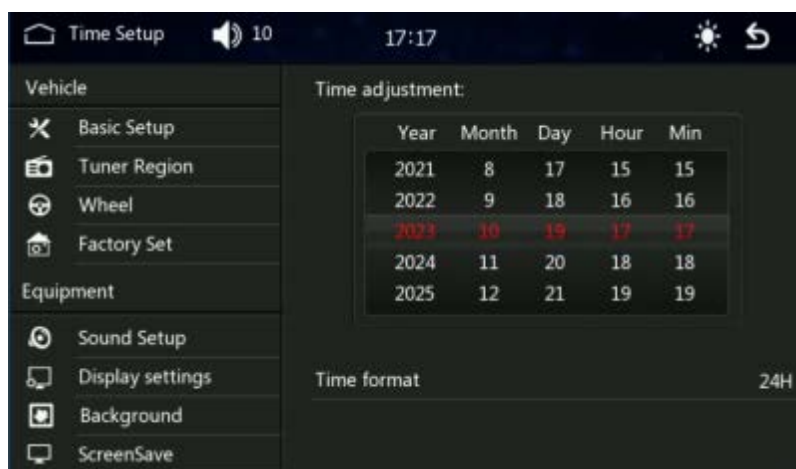 Time Setup 10 17:17
Vehicle
Basic Setup
Tuner Region
Wheel
Factory Set
Equipment
Sound Setup
Display settings
Background
ScreenSave
Time adjustment:
Year Month Day Hour Min
2021 8 17 15 15
2022 9 18 16 16
2023 10 19 17 17
2024 11 20 18 18
2025 12 21 19 19
Time format 24H